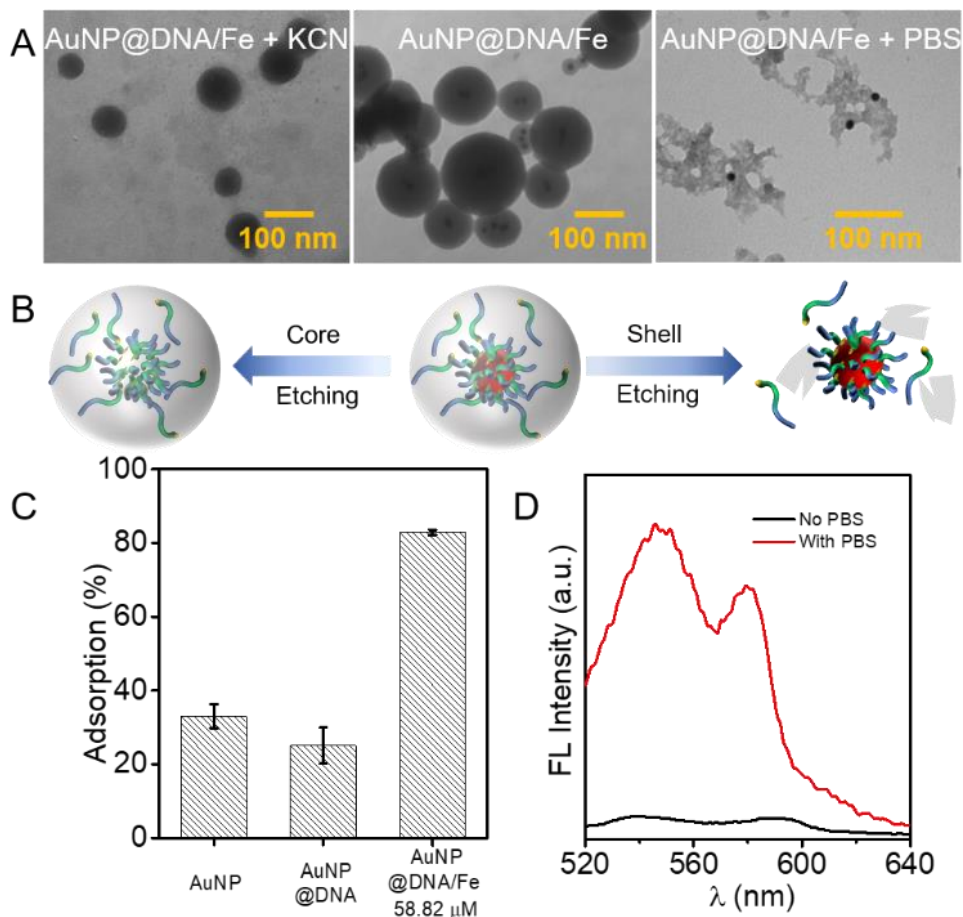 A
AuNP@DNA/Fe + KCN
100 nm
AuNP@DNA/Fe
100 nm
AuNP@DNA/Fe + PBS
100 nm
B
Core
Etching
Shell
Etching
C
Adsorption (%)
100
80
60
40
20
0
AuNP
AuNP
@DNA
AuNP
@DNA/Fe
58.82 μM
D
FL Intensity (a.u.)
No PBS
With PBS
520 560 600 640
λ (nm)